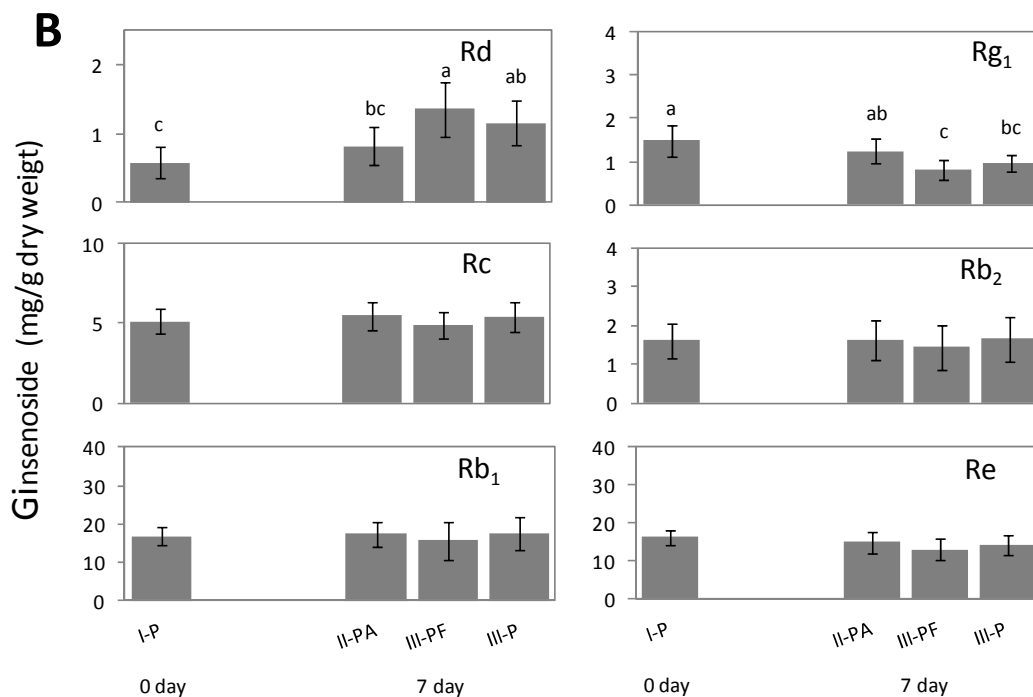 B
Ginsenoside (mg/g dry weigt)
Rd
2
1
0
c
bc
a
ab
Rg1
4
3
2
1
0
a
ab
c
bc
Rc
10
5
0
Rb2
4
3
2
1
0
Rb1
40
30
20
10
0
Re
40
30
20
10
0
I-P II-PA III-PF III-P
0 day 7 day
I-P II-PA III-PF III-P
0 day 7 day